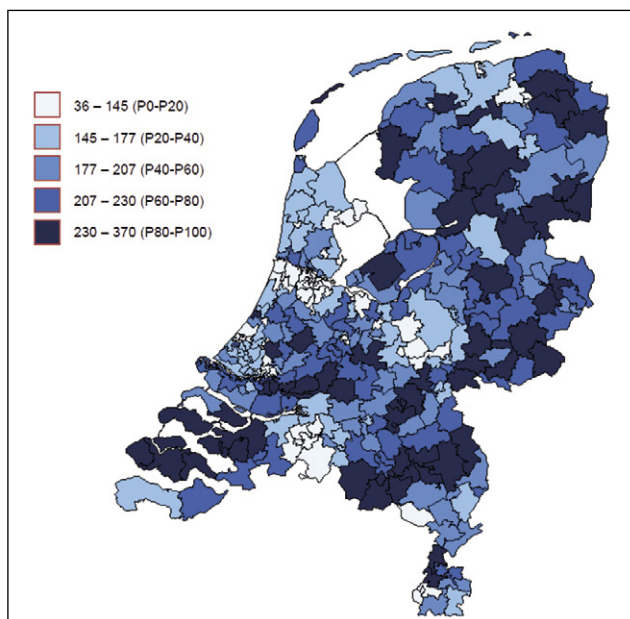 36 – 145 (P0-P20)
145 – 177 (P20-P40)
177 – 207 (P40-P60)
207 – 230 (P60-P80)
230 – 370 (P80-P100)